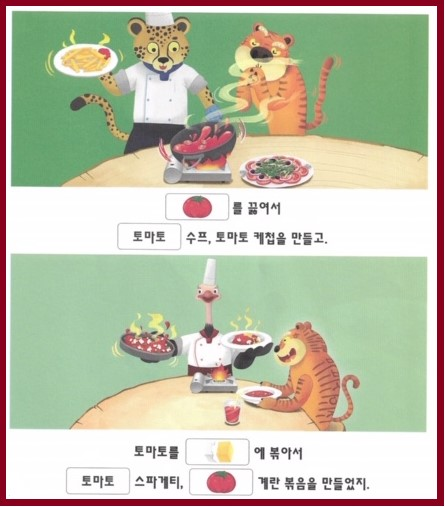 를 끓여서
토마토 수프, 토마토 케첩을 만들고.
토마토를 에 볶아서
토마토 스파게티, 계란 볶음을 만들었지.